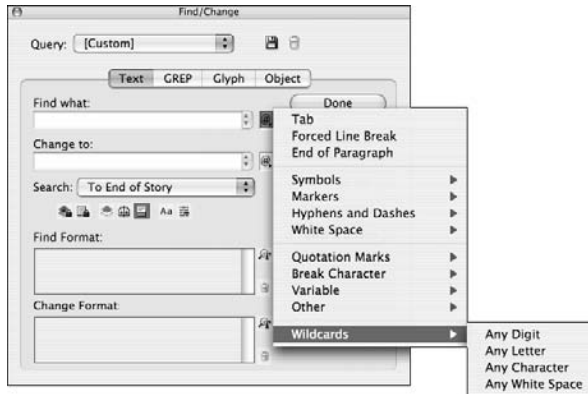 Find/Change
Query: [Custom]
Text GREP Glyph Object
Find what:
Done
Change to:
Search: To End of Story
Aa
Find Format:
Change Format
Tab
Forced Line Break
End of Paragraph
Symbols
Markers
Hyphens and Dashes
White Space
Quotation Marks
Break Character
Variable
Other
Wildcards
Any Digit
Any Letter
Any Character
Any White Space